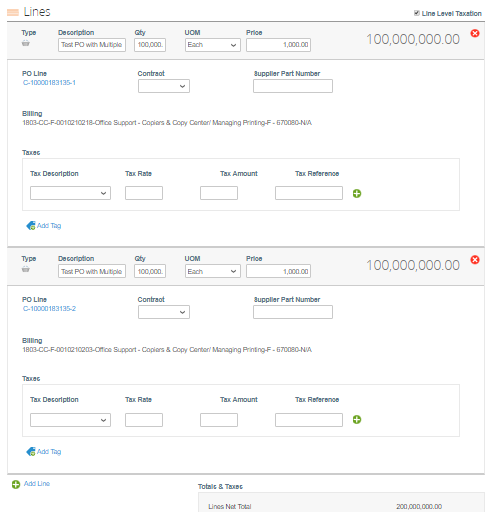 Lines
Line Level Taxation
Type Description Qty UOM Price
Test PO with Multiple 100,000. Each 1,000.00 100,000,000.00
PO Line Contract Supplier Part Number
C-10000183135-1
Billing
1803-CC-F-0010210218-Office Support - Copiers & Copy Center/ Managing Printing-F - 670080-N/A
Taxes
Tax Description Tax Rate Tax Amount Tax Reference
Add Tag
Type Description Qty UOM Price
Test PO with Multiple 100,000. Each 1,000.00 100,000,000.00
PO Line Contract Supplier Part Number
C-10000183135-2
Billing
1803-CC-F-0010210203-Office Support - Copiers & Copy Center/ Managing Printing-F - 670080-N/A
Taxes
Tax Description Tax Rate Tax Amount Tax Reference
Add Tag
Add Line
Totals & Taxes
Lines Net Total 200,000,000.00